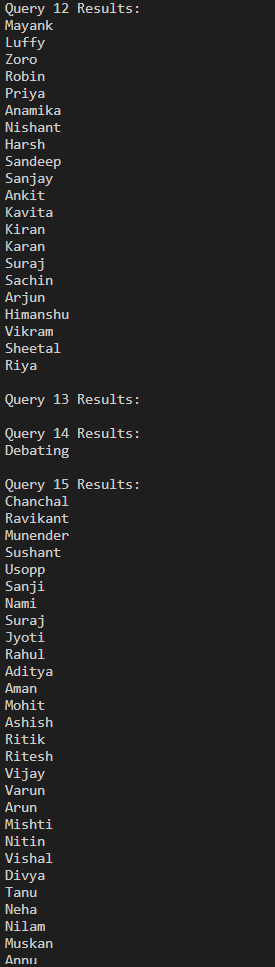 Query 12 Results:
Mayank
Luffy
Zoro
Robin
Priya
Anamika
Nishant
Harsh
Sandeep
Sanjay
Ankit
Kavita
Kiran
Karan
Suraj
Sachin
Arjun
Himanshu
Vikram
Sheetal
Riya
Query 13 Results:
Query 14 Results:
Debating
Query 15 Results:
Chanchal
Ravikant
Munender
Sushant
Usopp
Sanji
Nami
Suraj
Jyoti
Rahul
Aditya
Aman
Mohit
Ashish
Ritik
Ritesh
Vijay
Varun
Arun
Mishti
Nitin
Vishal
Divya
Tanu
Neha
Nilam
Muskan
Annu